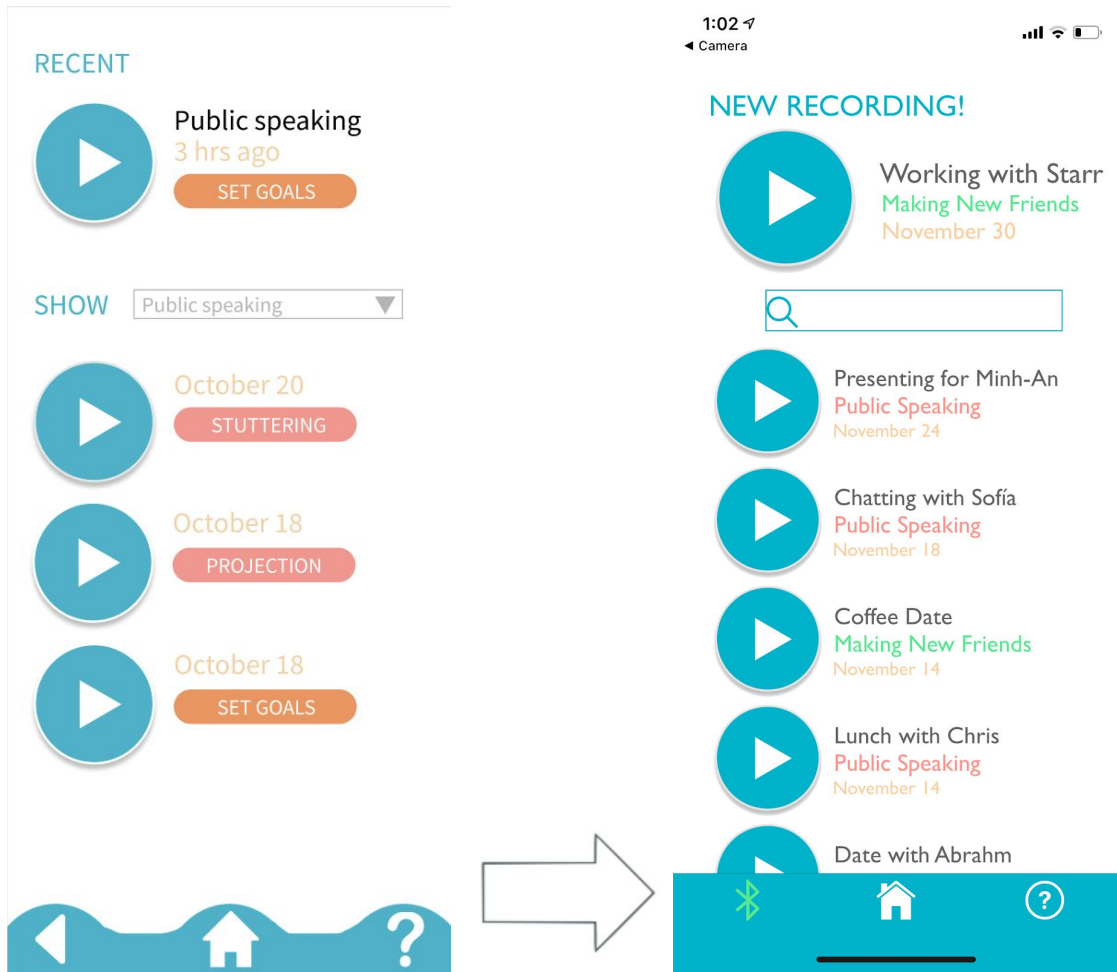 RECENT
Public speaking
3 hrs ago
SET GOALS
SHOW
Public speaking
October 20
STUTTERING
October 18
PROJECTION
October 18
SET GOALS
?
1:02
◀ Camera
NEW RECORDING!
Working with Starr
Making New Friends
November 30
Presenting for Minh-An
Public Speaking
November 24
Chatting with Sofía
Public Speaking
November 18
Coffee Date
Making New Friends
November 14
Lunch with Chris
Public Speaking
November 14
Date with Abrahm
?